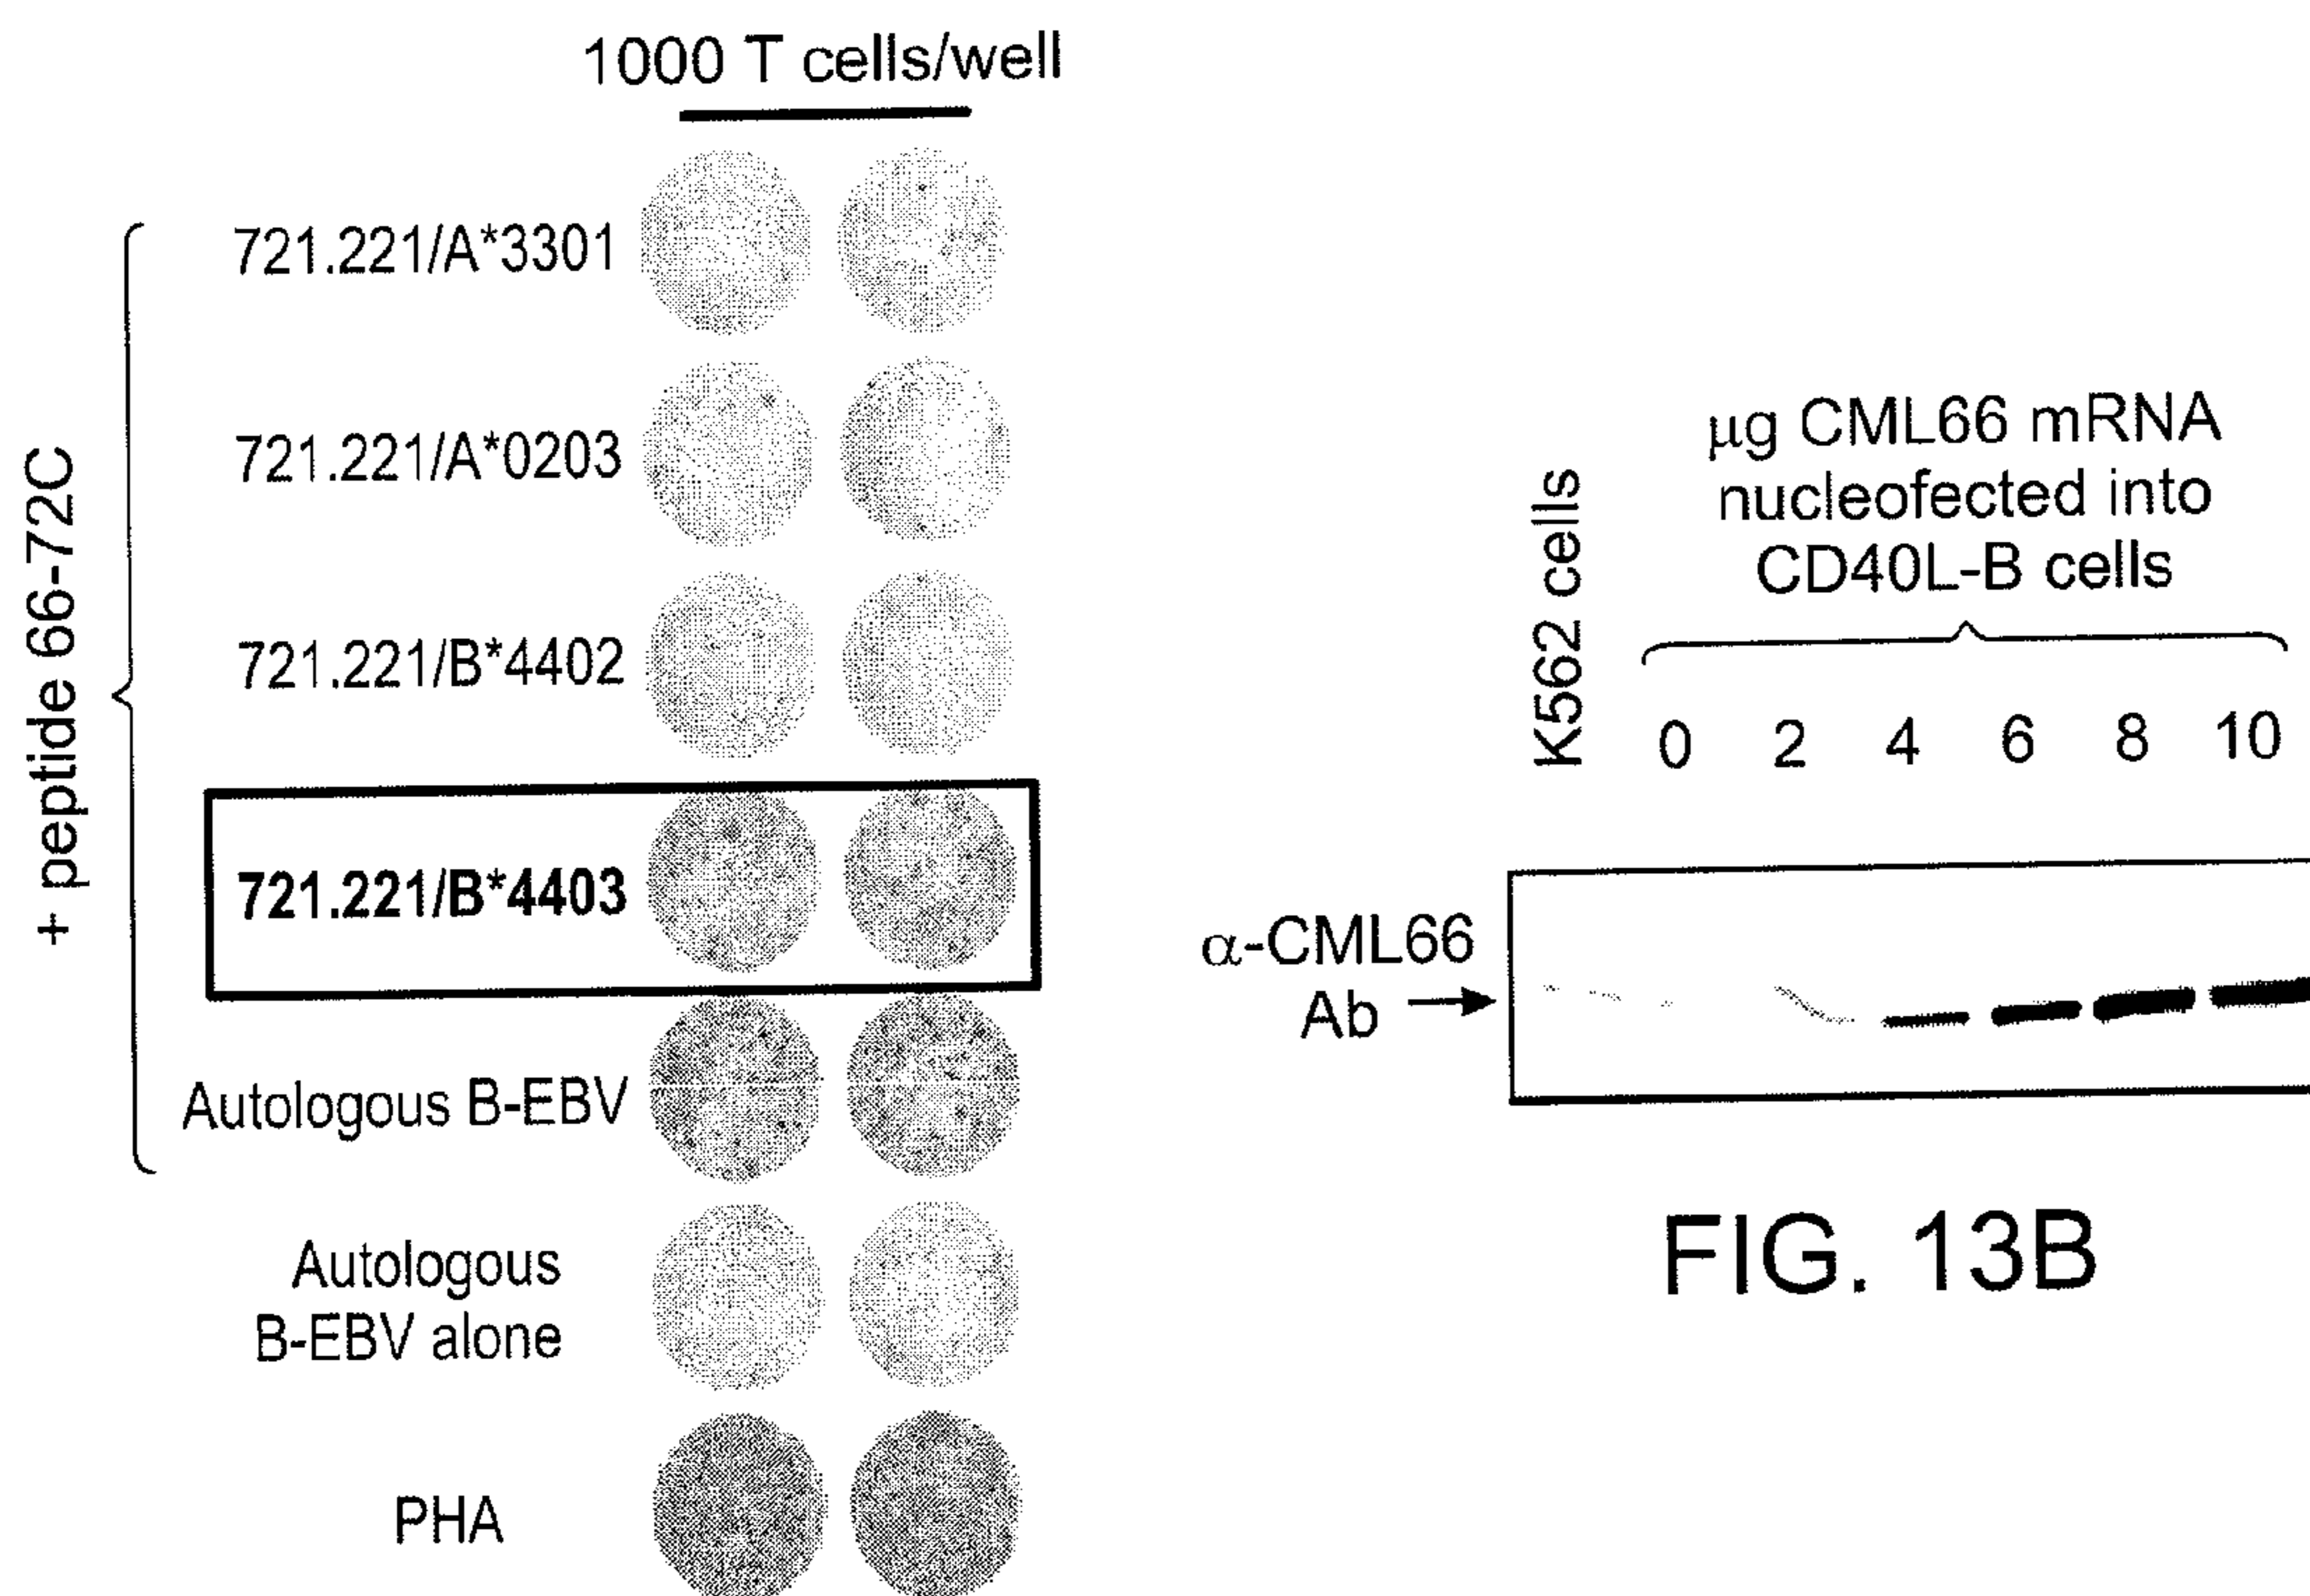 1000 T cells/well
+ peptide 66-72C
721.221/A*3301
721.221/A*0203
721.221/B*4402
721.221/B*4403
Autologous B-EBV
Autologous
B-EBV alone
PHA
K562 cells
μg CML66 mRNA
nucleofected into
CD40L-B cells
0 2 4 6 8 10
α-CML66
Ab
FIG. 13B